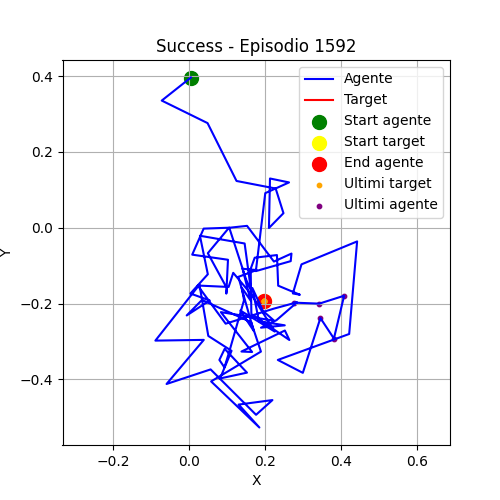 Success - Episodio 1592
Agente
Target
Start agente
Start target
End agente
Ultimi target
Ultimi agente
0.4
0.2
0.0
−0.2
−0.4
Y
−0.2
0.0
0.2
0.4
0.6
X